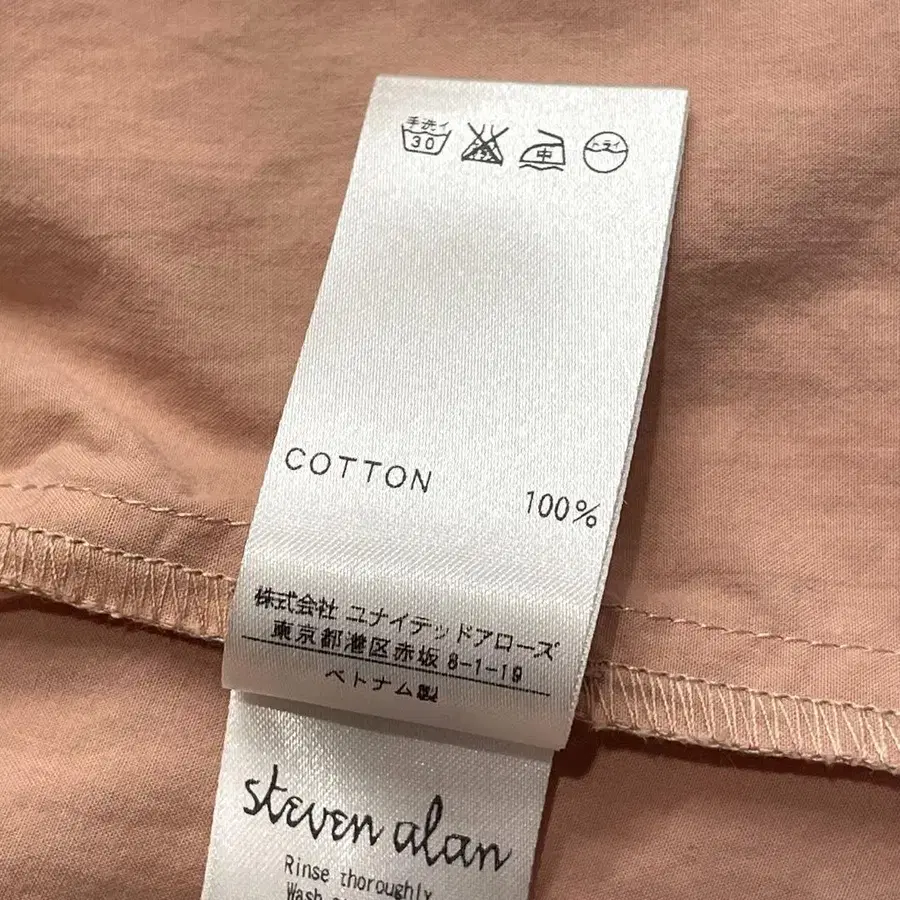 手洗イ
30
中
ドライ
COTTON 100%
株式会社 ユナイテッドアローズ
東京都港区赤坂 8-1-19
ベトナム製
steven alan
Rinse thoroughly
Wash